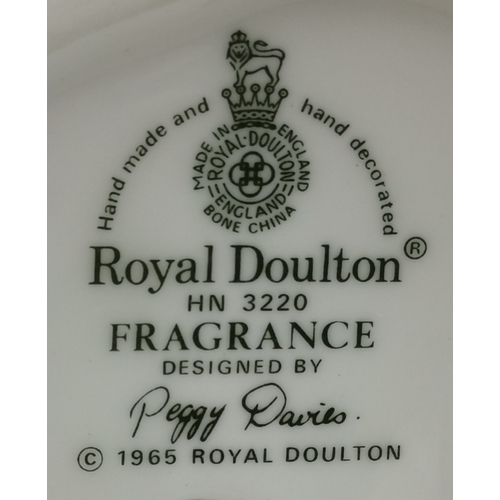 Hand made and hand decorated
MADE IN ENGLAND
ROYAL·DOULTON
ENGLAND
BONE CHINA
Royal Doulton®
HN 3220
FRAGRANCE
DESIGNED BY
Peggy Davies.
© 1965 ROYAL DOULTON